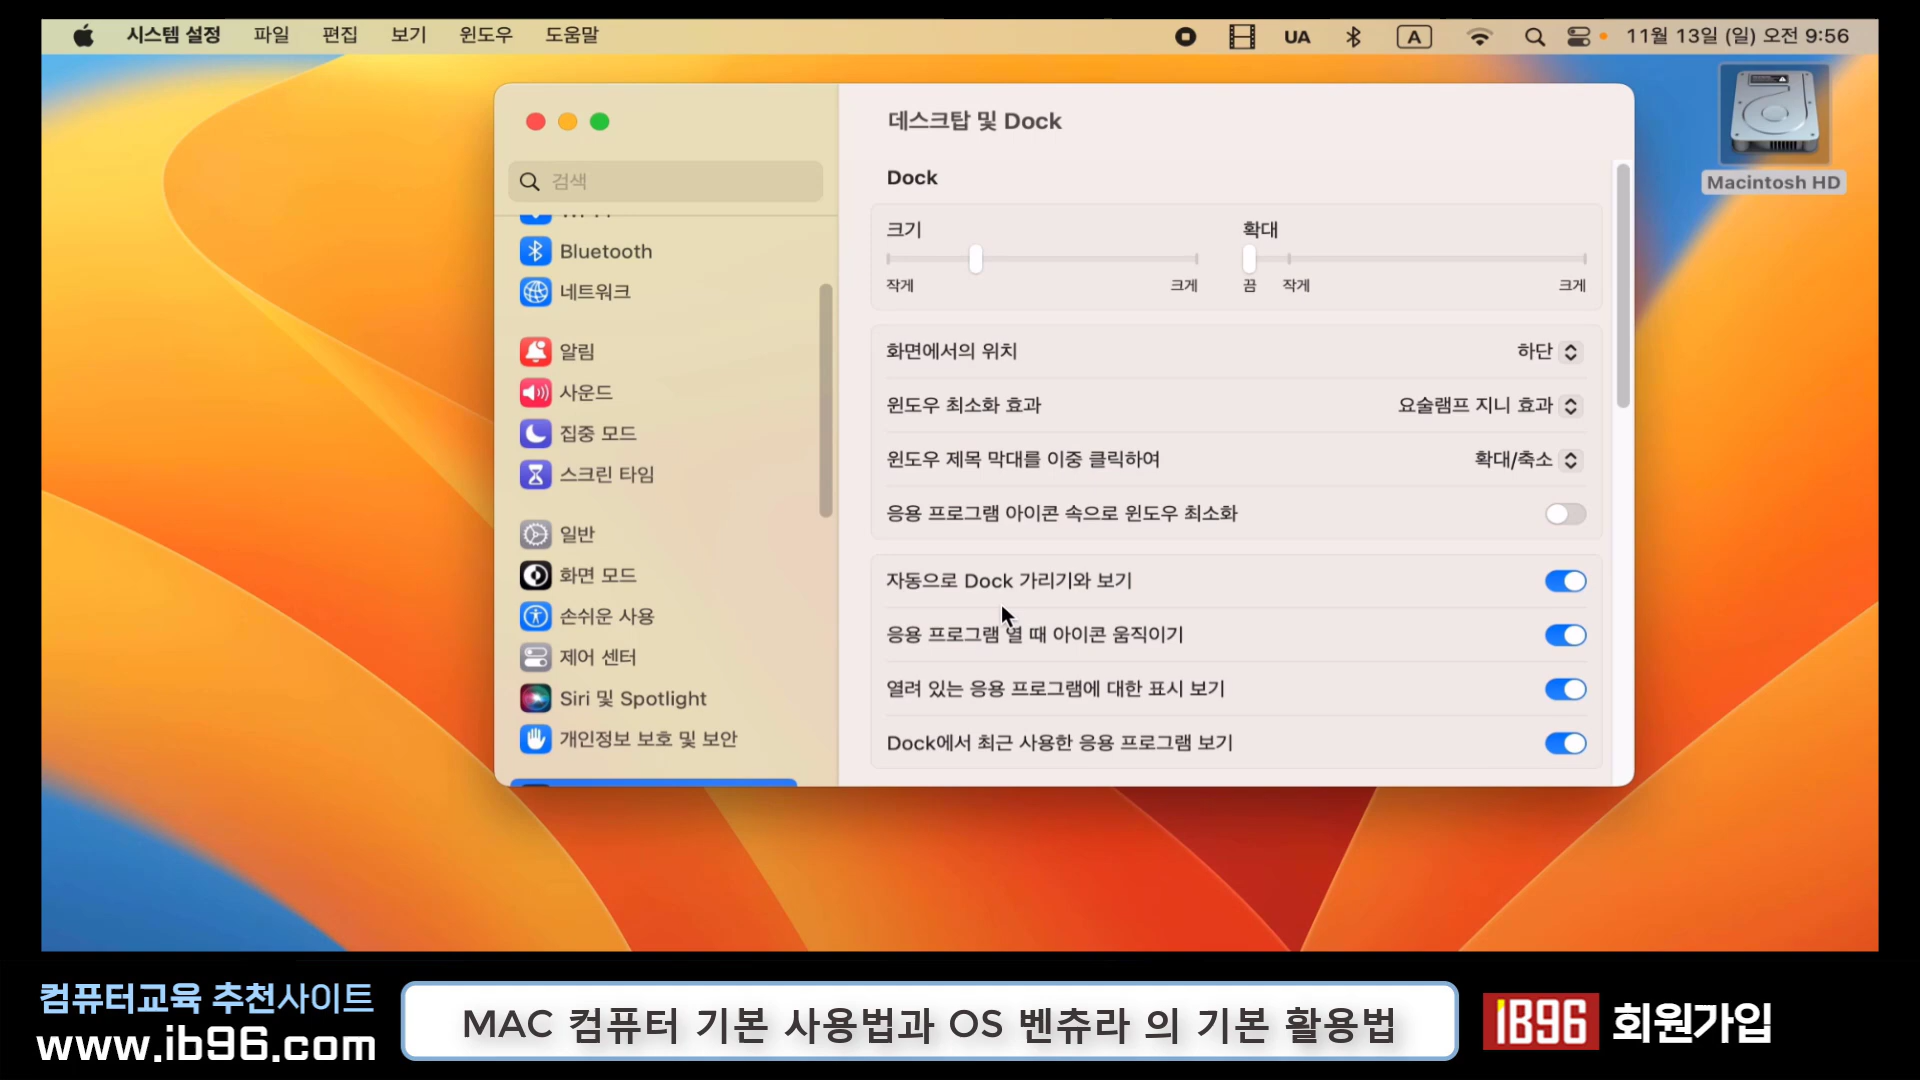 시스템 설정 파일 편집 보기 윈도우 도움말 UA A 11월 13일 (일) 오전 9:56
Macintosh HD
검색
Bluetooth
네트워크
알림
사운드
집중 모드
스크린 타임
일반
화면 모드
손쉬운 사용
제어 센터
Siri 및 Spotlight
개인정보 보호 및 보안
데스크탑 및 Dock
Dock
크기 확대
작게 크게 끔 작게 크게
화면에서의 위치 하단
윈도우 최소화 효과 요술램프 지니 효과
윈도우 제목 막대를 이중 클릭하여 확대/축소
응용 프로그램 아이콘 속으로 윈도우 최소화
자동으로 Dock 가리기와 보기
응용 프로그램 열 때 아이콘 움직이기
열려 있는 응용 프로그램에 대한 표시 보기
Dock에서 최근 사용한 응용 프로그램 보기
컴퓨터교육 추천사이트
www.ib96.com
MAC 컴퓨터 기본 사용법과 OS 벤츄라 의 기본 활용법
IB96 회원가입